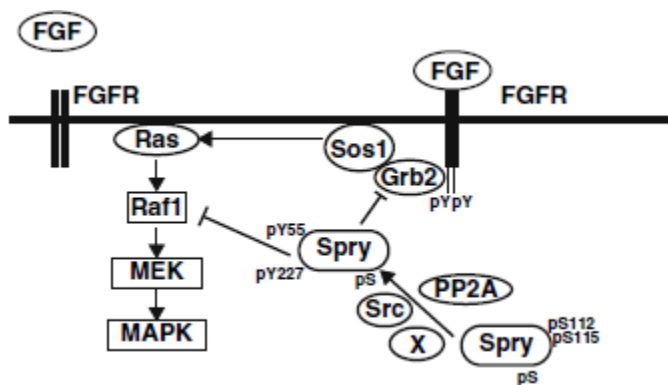 FGF
FGF
FGFR
FGFR
Ras
Sos1
Grb2
pYpY
Raf1
pY55
Spry
pY227
pS
MEK
PP2A
Src
X
pS112
Spry
pS115
MAPK
pS